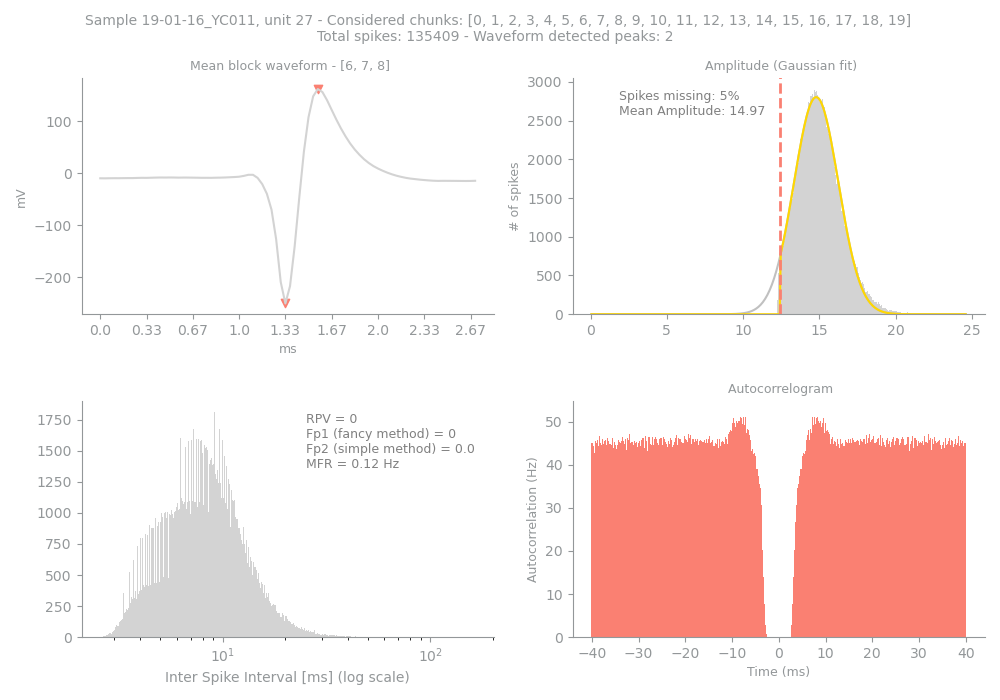 Sample 19-01-16_YC011, unit 27 - Considered chunks: [0, 1, 2, 3, 4, 5, 6, 7, 8, 9, 10, 11, 12, 13, 14, 15, 16, 17, 18, 19]
Total spikes: 135409 - Waveform detected peaks: 2
Mean block waveform - [6, 7, 8]
mV
100
0
−100
−200
0.0 0.33 0.67 1.0 1.33 1.67 2.0 2.33 2.67
ms
Amplitude (Gaussian fit)
Spikes missing: 5%
Mean Amplitude: 14.97
# of spikes
3000
2500
2000
1500
1000
500
0
0 5 10 15 20 25
1750
1500
1250
1000
750
500
250
0
RPV = 0
Fp1 (fancy method) = 0
Fp2 (simple method) = 0.0
MFR = 0.12 Hz
10¹ 10²
Inter Spike Interval [ms] (log scale)
Autocorrelogram
Autocorrelation (Hz)
50
40
30
20
10
0
−40 −30 −20 −10 0 10 20 30 40
Time (ms)